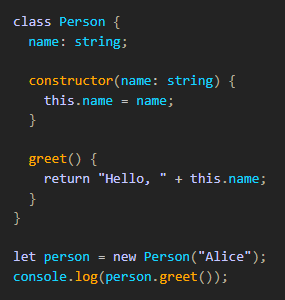 class Person {
  name: string;

  constructor(name: string) {
    this.name = name;
  }

  greet() {
    return "Hello, " + this.name;
  }
}

let person = new Person("Alice");
console.log(person.greet());